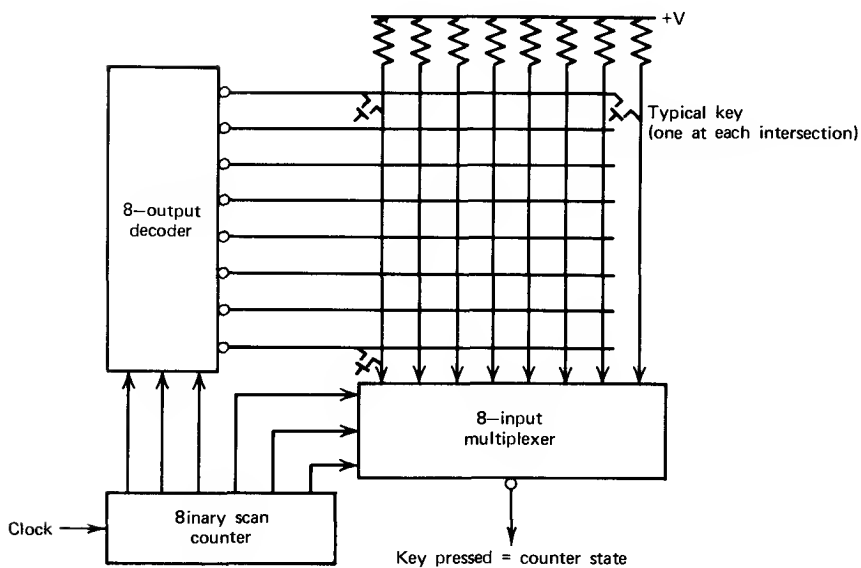 +V
Typical key
(one at each intersection)
8—output
decoder
8—input
multiplexer
Clock
8inary scan
counter
Key pressed = counter state